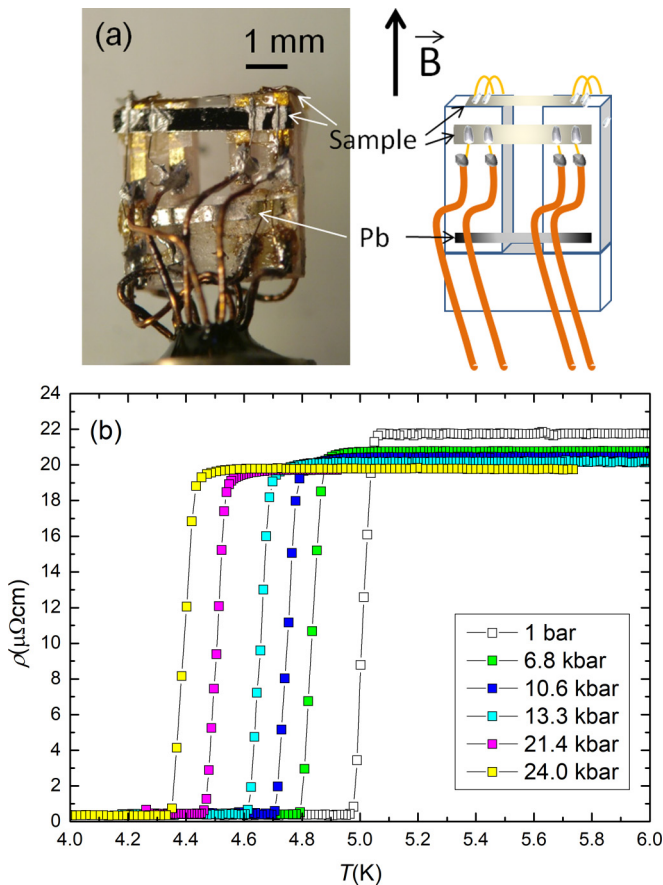 (a)
1 mm
B
Sample
Pb
(b)
24
22
20
18
16
14
12
10
8
6
4
2
0
ρ(μΩcm)
1 bar
6.8 kbar
10.6 kbar
13.3 kbar
21.4 kbar
24.0 kbar
4.0 4.2 4.4 4.6 4.8 5.0 5.2 5.4 5.6 5.8 6.0
T(K)